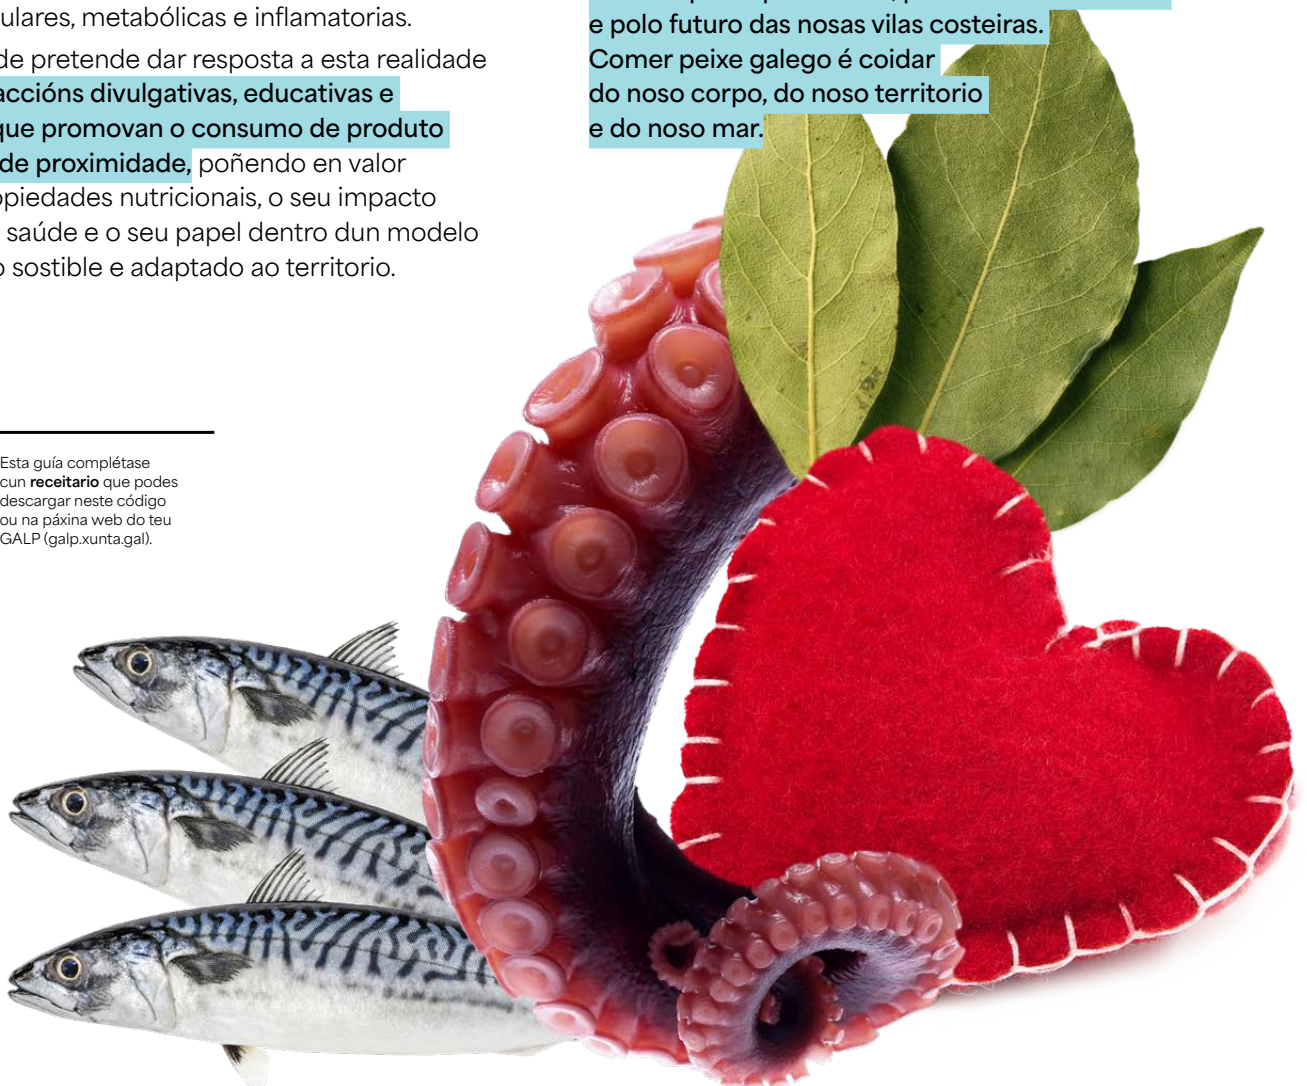 ulares, metabólicas e inflamatorias.
de pretende dar resposta a esta realidade
accións divulgativas, educativas e
que promovan o consumo de produto
de proximidade, poñendo en valor
opiedades nutricionais, o seu impacto
saúde e o seu papel dentro dun modelo
o sostible e adaptado ao territorio.
Esta guía complétase
cun receitario que podes
descargar neste código
ou na páxina web do teu
GALP (galp.xunta.gal).
e polo futuro das nosas vilas costeiras.
Comer peixe galego é coidar
do noso corpo, do noso territorio
e do noso mar.